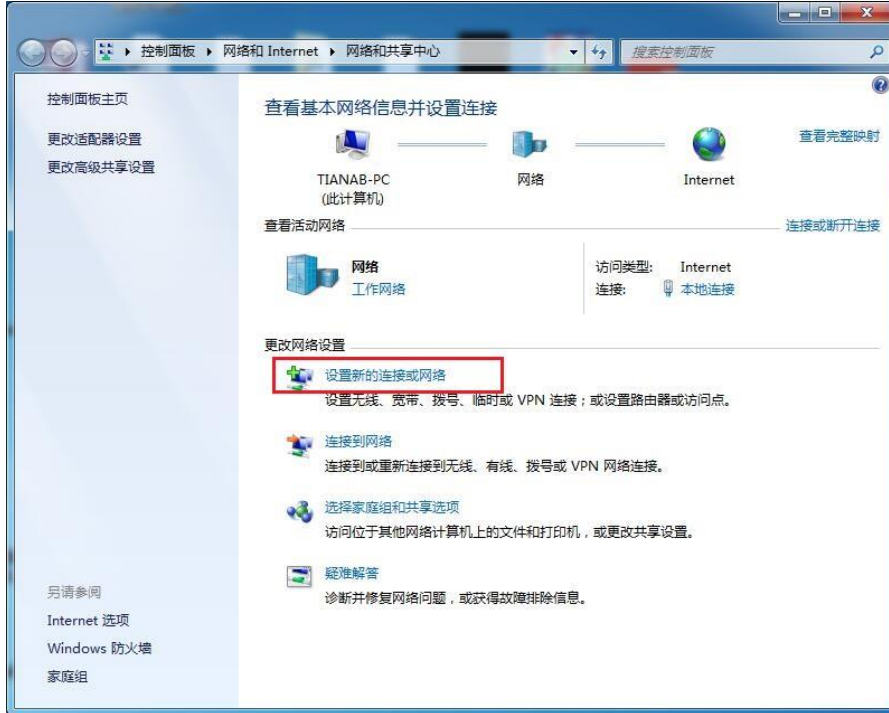 控制面板 网络和 Internet 网络和共享中心
搜索控制面板
控制面板主页
更改适配器设置
更改高级共享设置
查看基本网络信息并设置连接
查看完整映射
TIANAB-PC 网络 Internet
(此计算机)
查看活动网络 连接或断开连接
网络
工作网络
访问类型: Internet
连接: 本地连接
更改网络设置
设置新的连接或网络
设置无线、宽带、拨号、临时或 VPN 连接；或设置路由器或访问点。
连接到网络
连接到或重新连接到无线、有线、拨号或 VPN 网络连接。
选择家庭组和共享选项
访问位于其他网络计算机上的文件和打印机，或更改共享设置。
疑难解答
诊断并修复网络问题，或获得故障排除信息。
另请参阅
Internet 选项
Windows 防火墙
家庭组